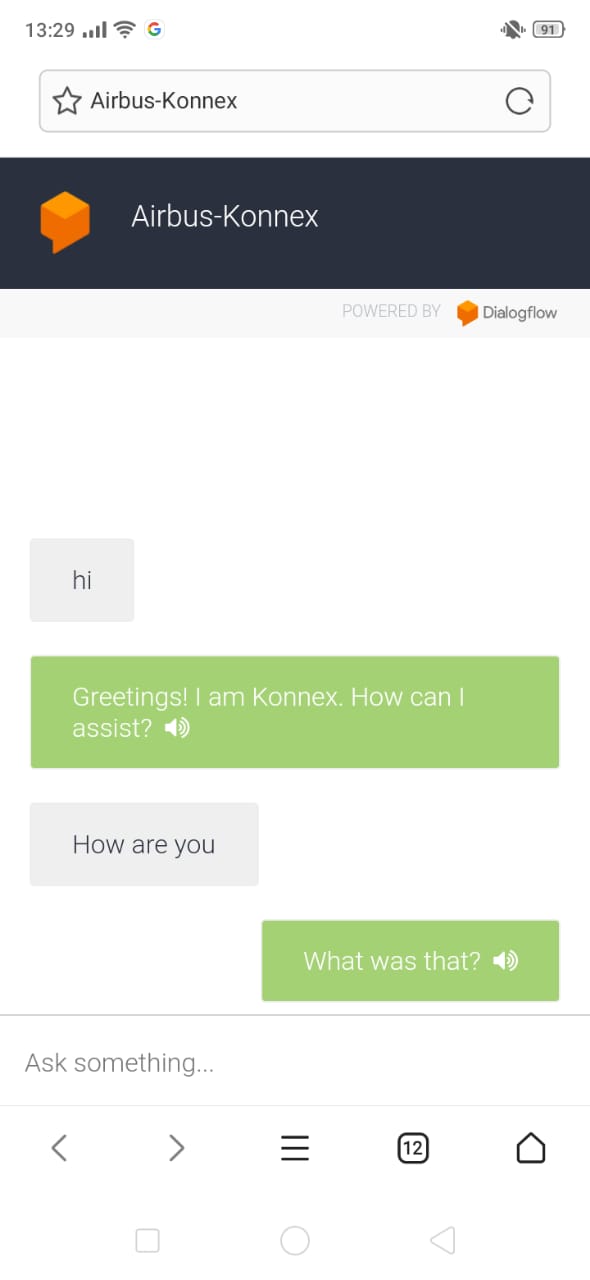 13:29
91
Airbus-Konnex
Airbus-Konnex
POWERED BY Dialogflow
hi
Greetings! I am Konnex. How can I
assist?
How are you
What was that?
Ask something...
12